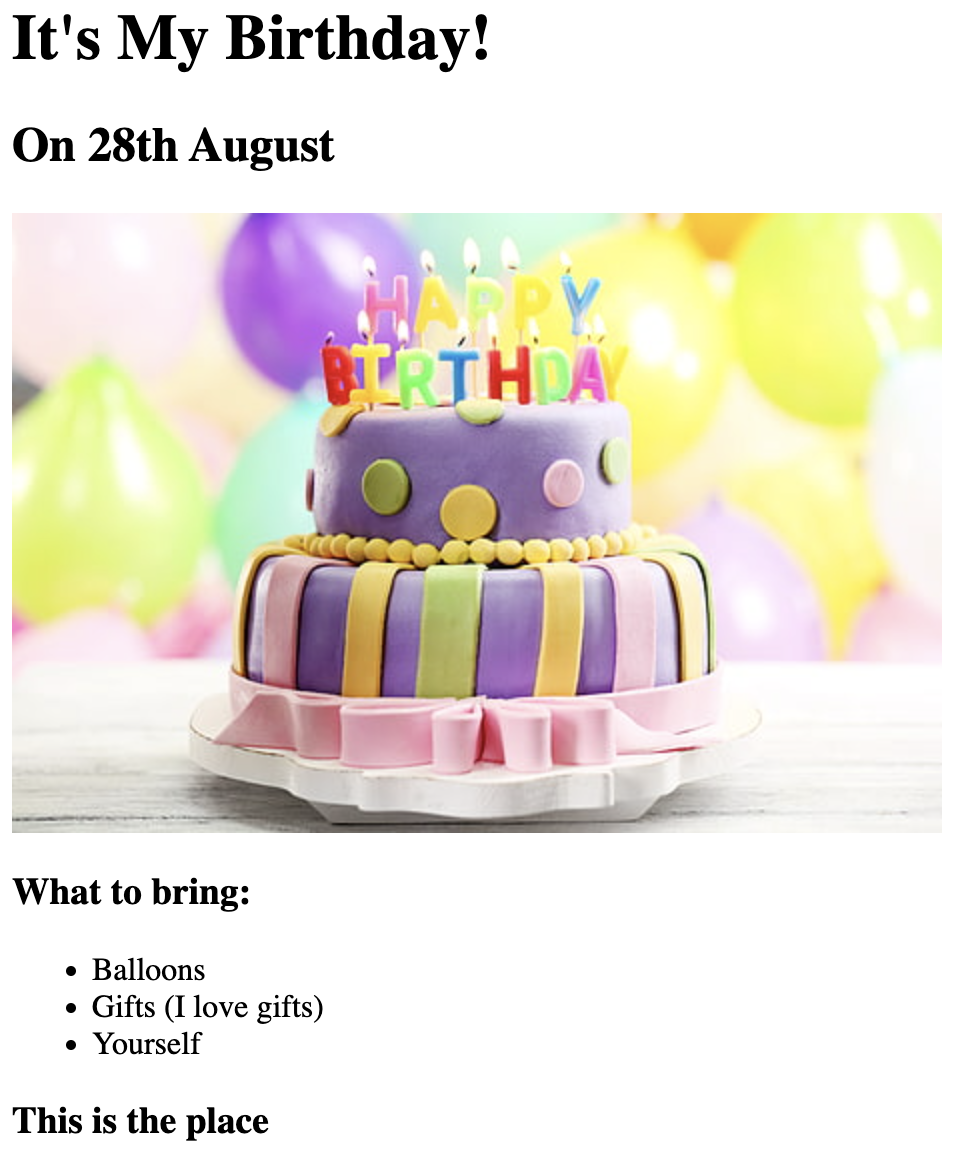 It's My Birthday!
On 28th August
HAPPY
BIRTHDAY
What to bring:
Balloons
Gifts (I love gifts)
Yourself
This is the place